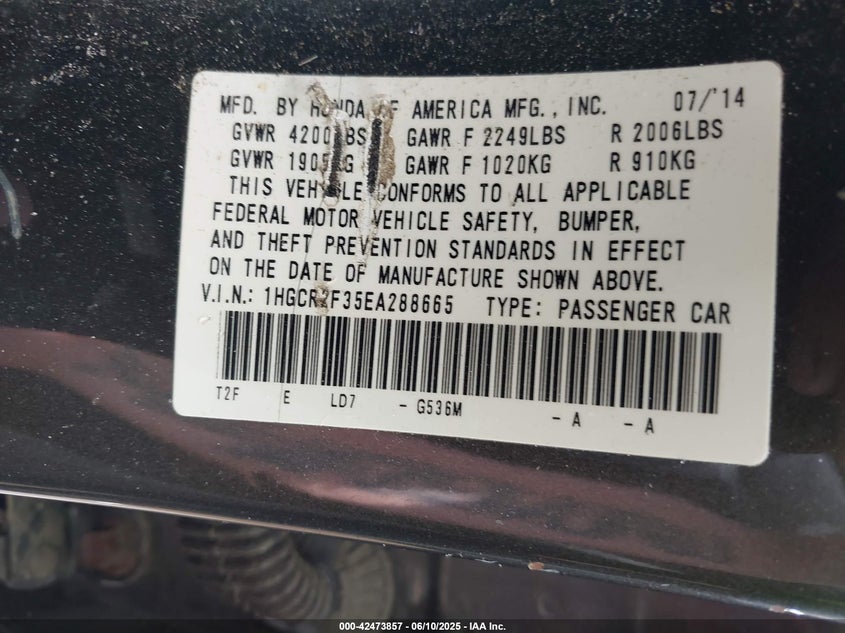 MFD. BY HONDA OF AMERICA MFG., INC. 07/'14
GVWR 4200LBS GAWR F 2249LBS R 2006LBS
GVWR 1905KG GAWR F 1020KG R 910KG
THIS VEHICLE CONFORMS TO ALL APPLICABLE
FEDERAL MOTOR VEHICLE SAFETY, BUMPER,
AND THEFT PREVENTION STANDARDS IN EFFECT
ON THE DATE OF MANUFACTURE SHOWN ABOVE.
V.I.N.: 1HGCR2F35EA288665 TYPE: PASSENGER CAR
T2F E LD7 - G536M - A - A
000-42473857 - 06/10/2025 - IAA Inc.